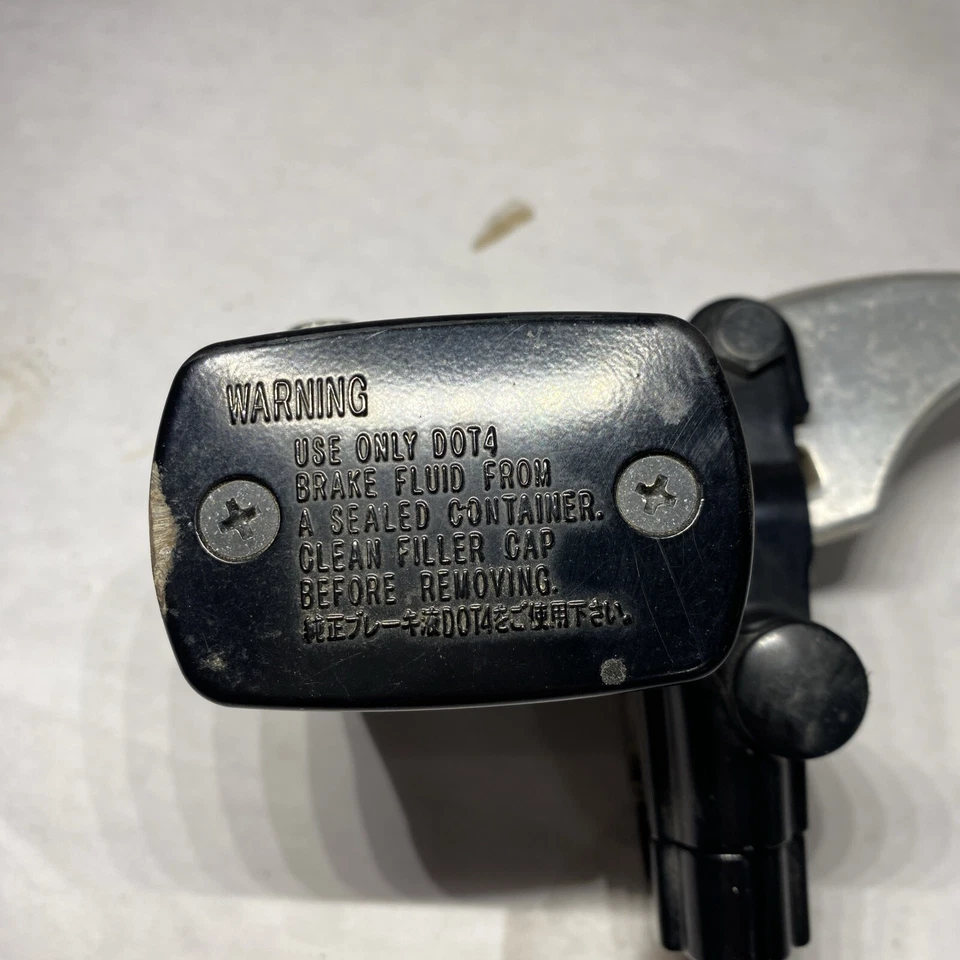 WARNING
USE ONLY DOT4
BRAKE FLUID FROM
A SEALED CONTAINER.
CLEAN FILLER CAP
BEFORE REMOVING.
純正ブレーキ液DOT4をご使用下さい。